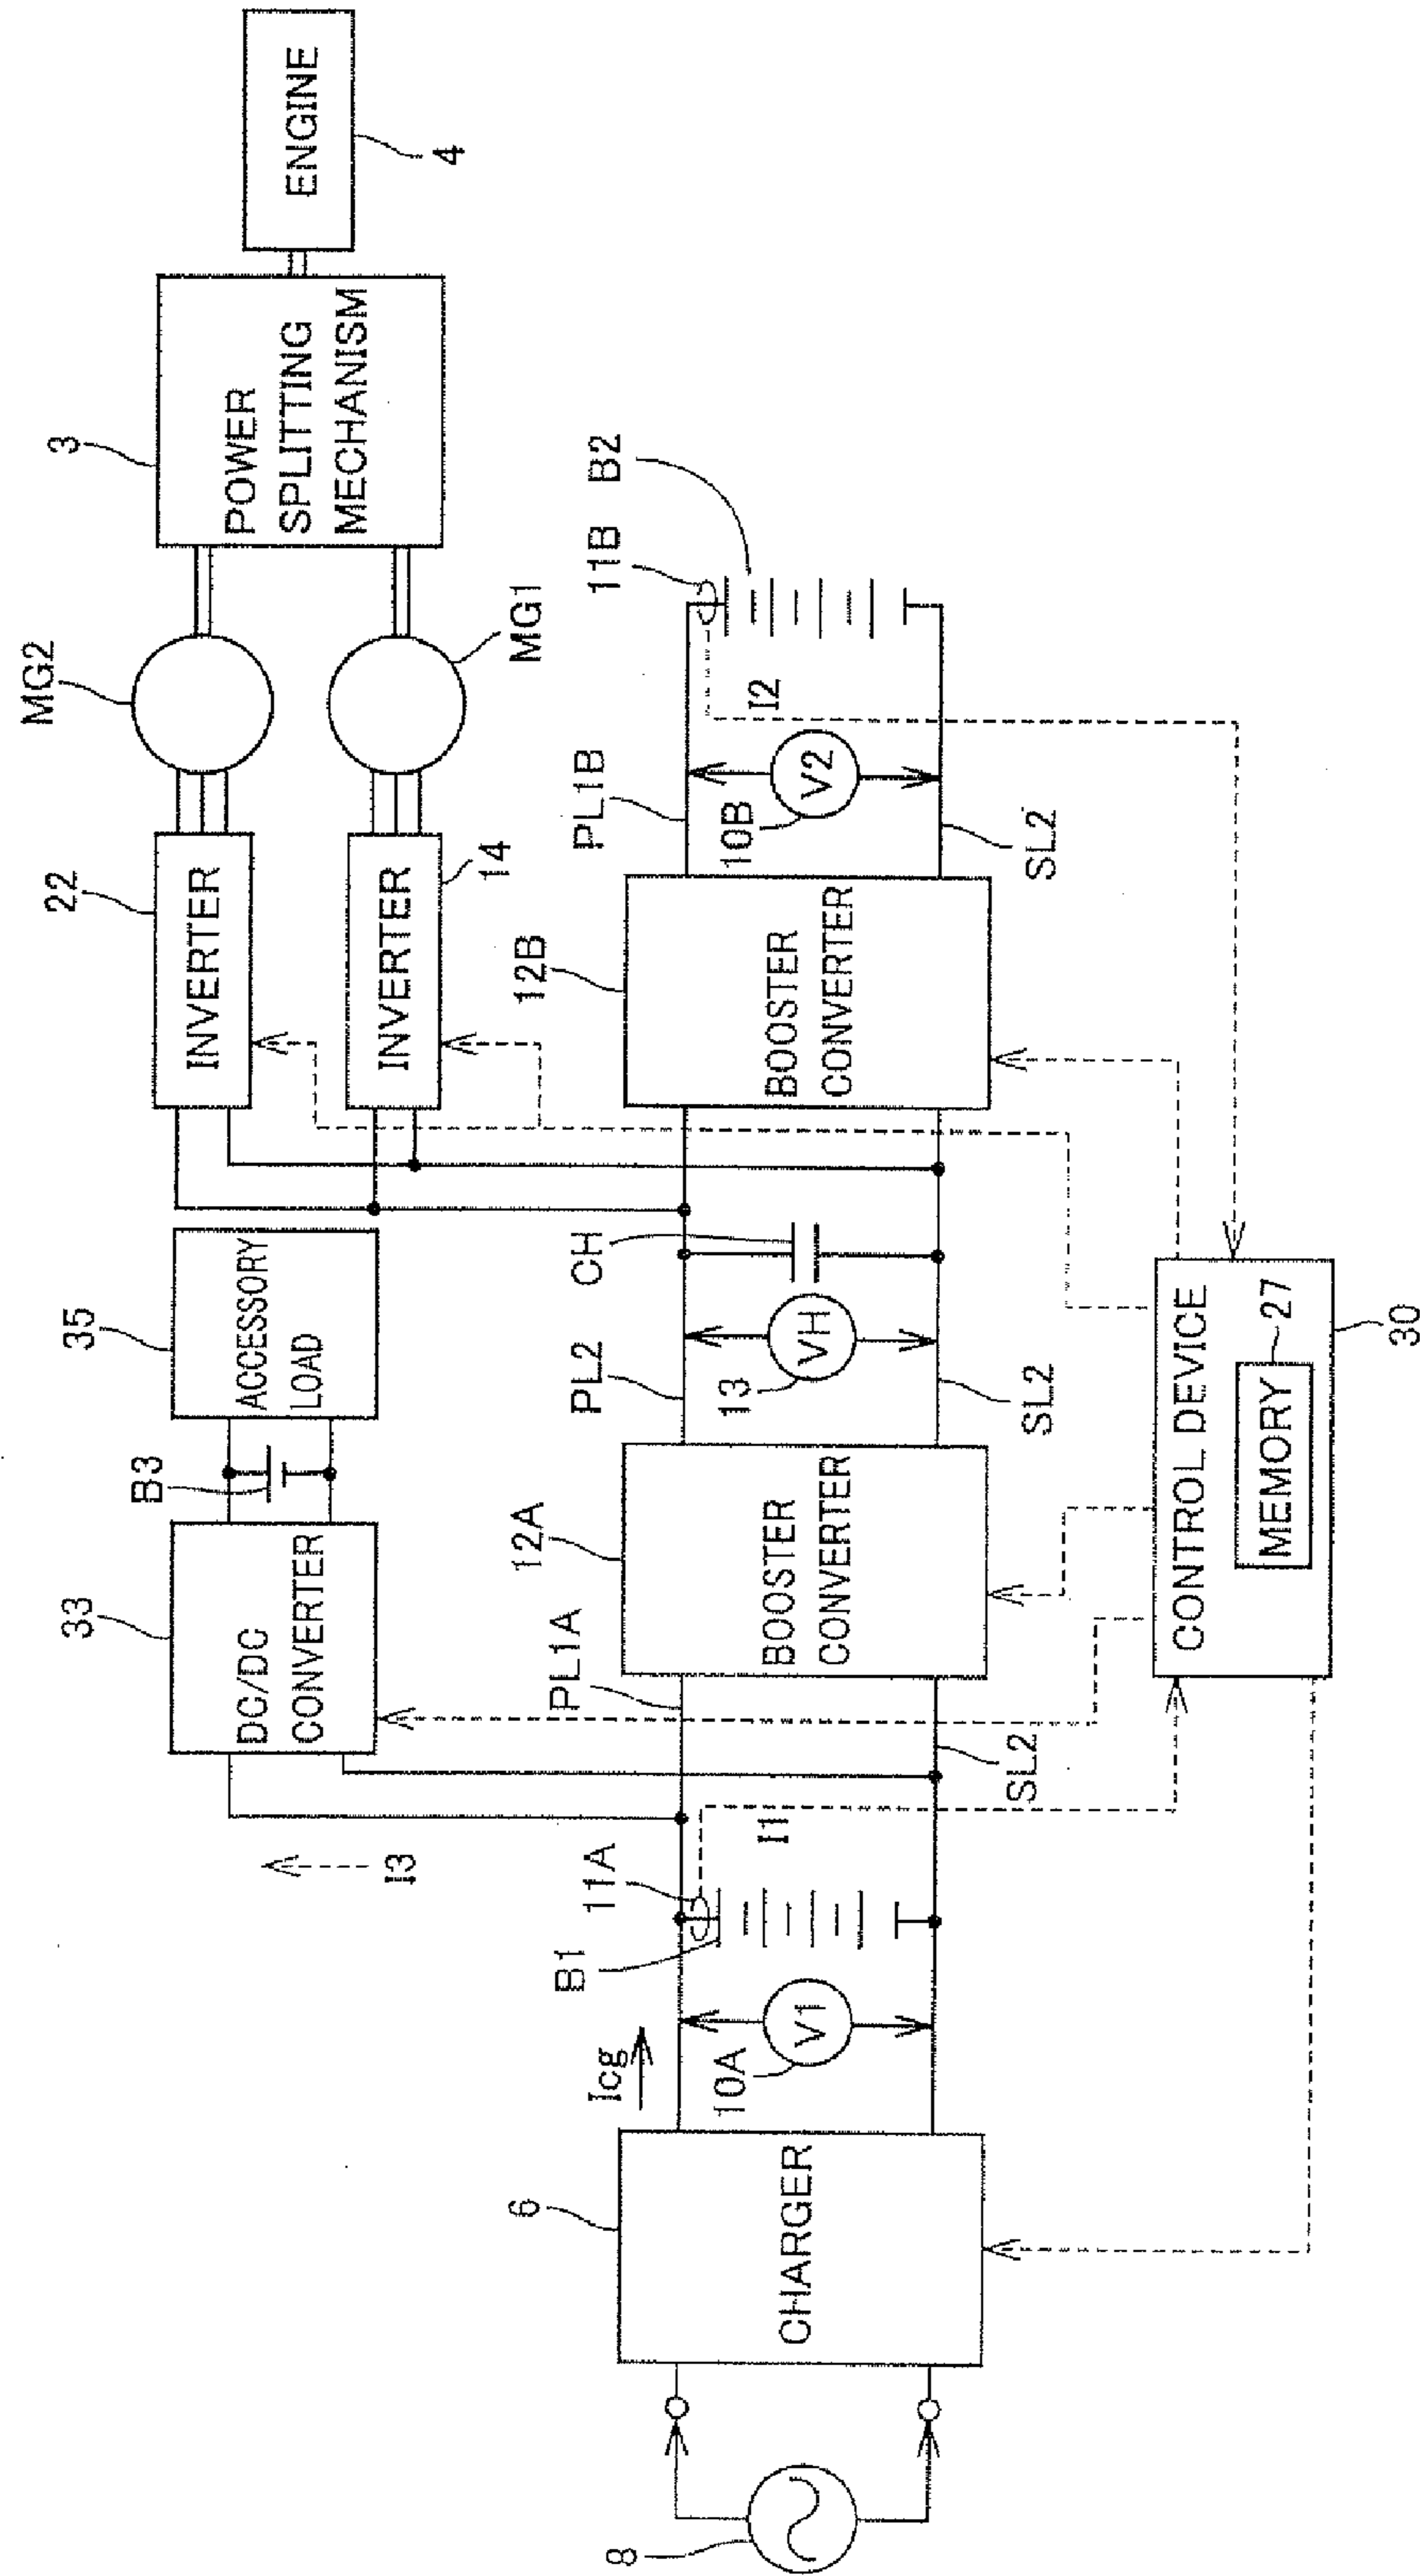 MG2
22
INVERTER
3
POWER
SPLITTING
MECHANISM
ENGINE
4
INVERTER
14
MG1
33
DC/DC
CONVERTER
B3
35
ACCESSORY
LOAD
I3
6
CHARGER
8
Icg
10A
V1
B1
11A
I1
PL1A
SL2
12A
BOOSTER
CONVERTER
PL2
13
VH
CH
SL2
12B
BOOSTER
CONVERTER
PL1B
10B
V2
I2
11B
B2
SL2
CONTROL DEVICE
MEMORY
27
30